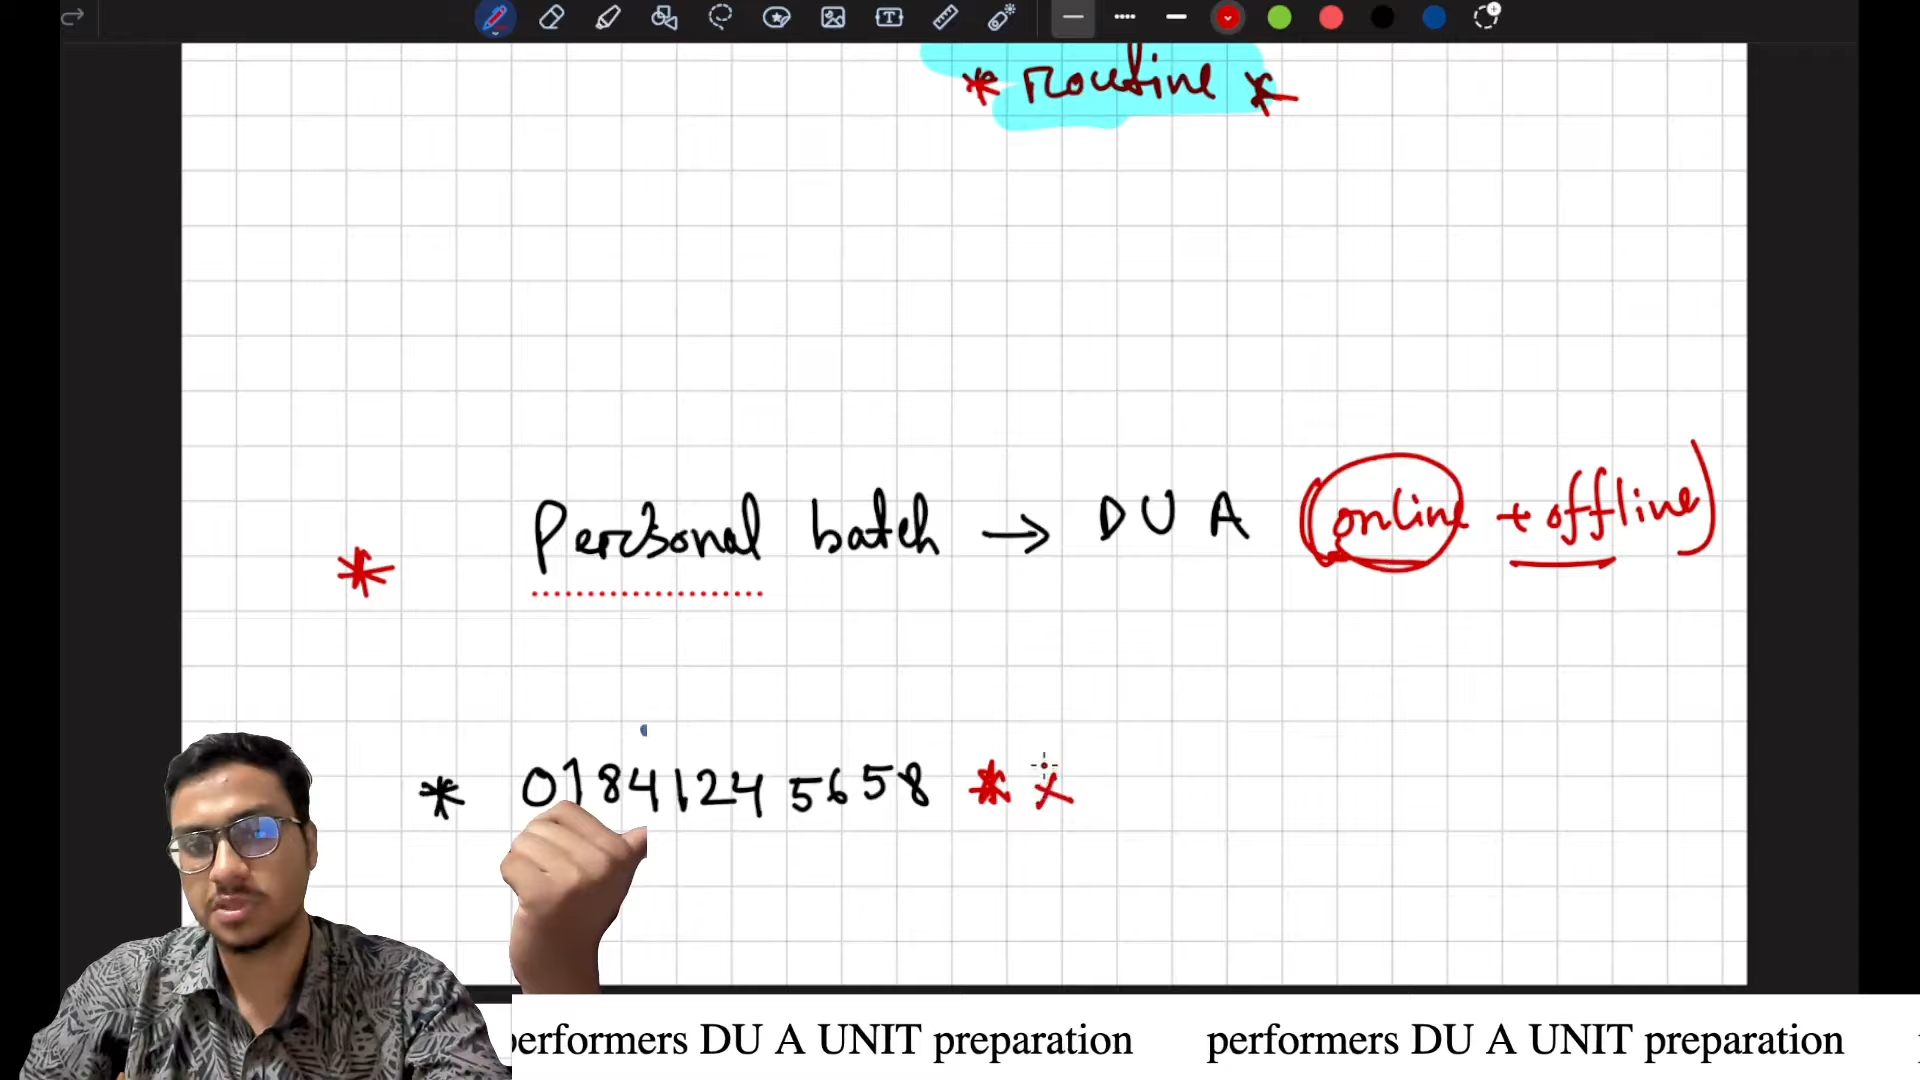 * routine *
* Personal batch → DU A (online + offline)
* 01841245658 * x
performers DU A UNIT preparation performers DU A UNIT preparation